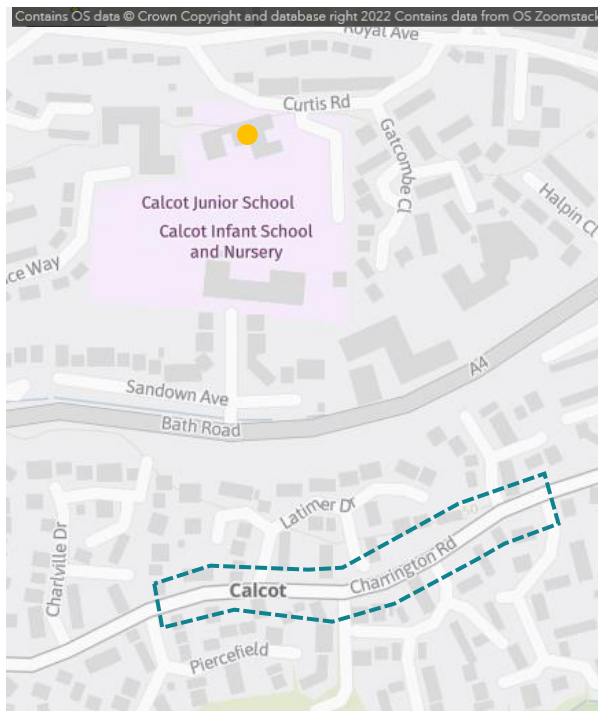 Contains OS data © Crown Copyright and database right 2022 Contains data from OS Zoomstack
Royal Ave
Curtis Rd
Gatcombe Cl
Calcot Junior School
Halpin Cl
Calcot Infant School
and Nursery
ce Way
A4
Sandown Ave
Bath Road
Latimer Dr
Charlville Dr
Charrington Rd
Calcot
Piercefield